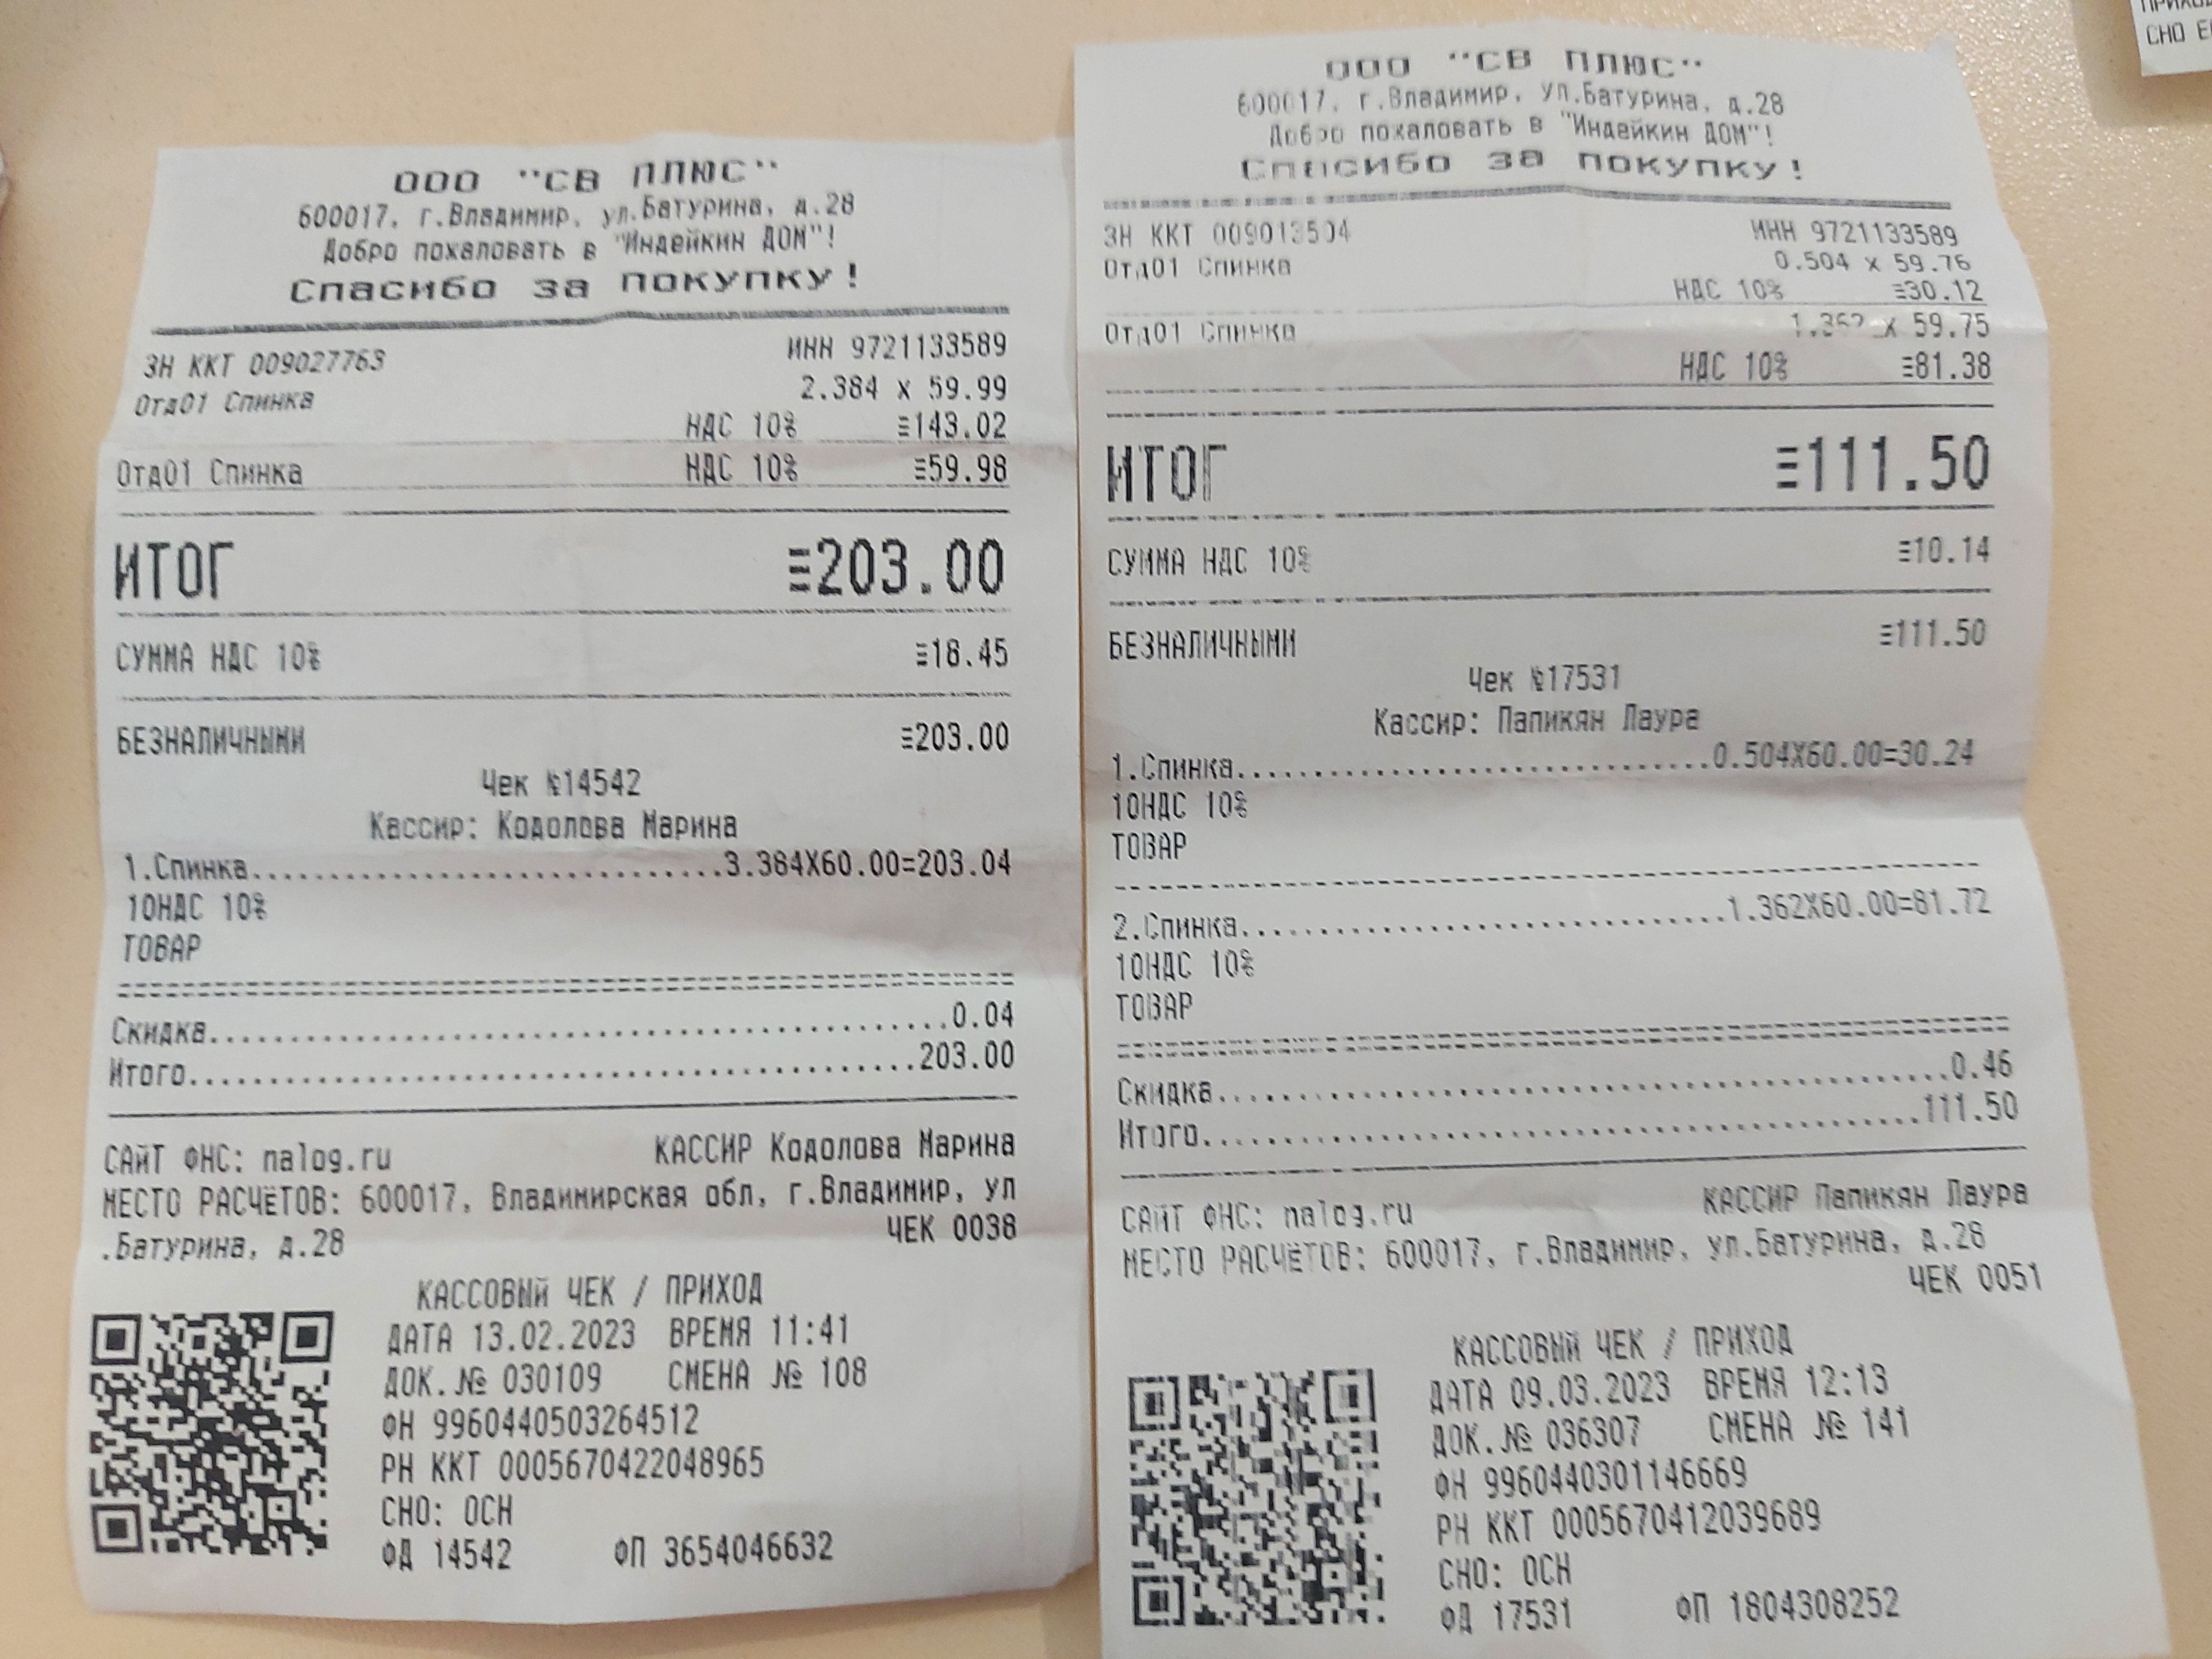 ООО "СВ ПЛЮС"
600017, г.Владимир, ул.Батурина, д.28
Добро пожаловать в "Индейкин ДОМ"!
Спасибо за покупку!
ЗН ККТ 009027763 ИНН 9721133589
Отд01 Спинка 2.384 x 59.99
НДС 10% ≡143.02
Отд01 Спинка НДС 10% ≡59.98
ИТОГ ≡203.00
СУММА НДС 10% ≡18.45
БЕЗНАЛИЧНЫМИ ≡203.00
Чек №14542
Кассир: Кодолова Марина
1.Спинка..............................3.384X60.00=203.04
10НДС 10%
ТОВАР
Скидка...............................................0.04
Итого..............................................203.00
САЙТ ФНС: nalog.ru КАССИР Кодолова Марина
МЕСТО РАСЧЁТОВ: 600017, Владимирская обл, г.Владимир, ул
.Батурина, д.28 ЧЕК 0038
КАССОВЫЙ ЧЕК / ПРИХОД
ДАТА 13.02.2023 ВРЕМЯ 11:41
ДОК.№ 030109 СМЕНА № 108
ФН 9960440503264512
РН ККТ 0005670422048965
СНО: ОСН
ФД 14542 ФП 3654046632
ООО "СВ ПЛЮС"
600017, г.Владимир, ул.Батурина, д.28
Добро пожаловать в "Индейкин ДОМ"!
Спасибо за покупку!
ЗН ККТ 009013504 ИНН 9721133589
Отд01 Спинка 0.504 x 59.76
НДС 10% ≡30.12
Отд01 Спинка 1.362 x 59.75
НДС 10% ≡81.38
ИТОГ ≡111.50
СУММА НДС 10% ≡10.14
БЕЗНАЛИЧНЫМИ ≡111.50
Чек №17531
Кассир: Папикян Лаура
1.Спинка..............................0.504X60.00=30.24
10НДС 10%
ТОВАР
2.Спинка..............................1.362X60.00=81.72
10НДС 10%
ТОВАР
Скидка...............................................0.46
Итого..............................................111.50
САЙТ ФНС: nalog.ru КАССИР Папикян Лаура
МЕСТО РАСЧЁТОВ: 600017, г.Владимир, ул.Батурина, д.28
ЧЕК 0051
КАССОВЫЙ ЧЕК / ПРИХОД
ДАТА 09.03.2023 ВРЕМЯ 12:13
ДОК.№ 036307 СМЕНА № 141
ФН 9960440301146669
РН ККТ 0005670412039689
СНО: ОСН
ФД 17531 ФП 1804308252
СНО